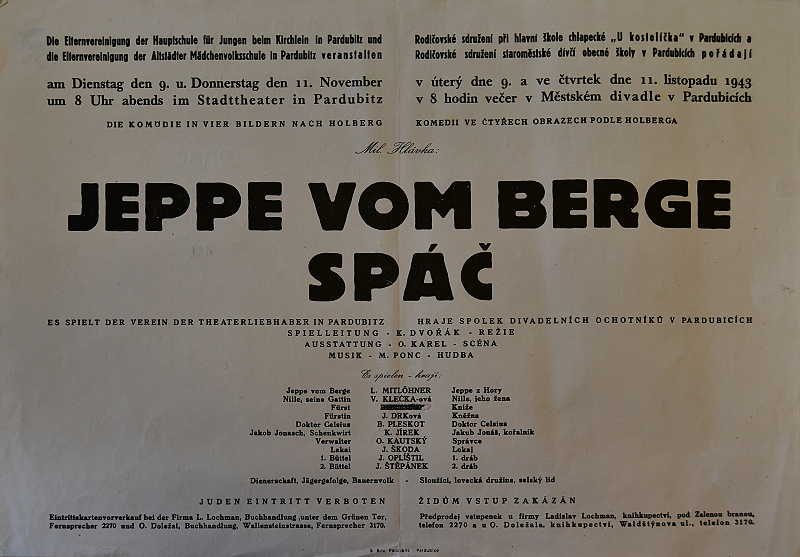 Die Elternvereinigung der Hauptschule für Jungen beim Kirchlein in Pardubitz und
die Elternvereinigung der Altstädter Mädchenvolksschule in Pardubitz veranstalten
am Dienstag den 9. u. Donnerstag den 11. November
um 8 Uhr abends im Stadttheater in Pardubitz
DIE KOMÖDIE IN VIER BILDERN NACH HOLBERG
Rodičovské sdružení při hlavní škole chlapecké „U kostelíčka" v Pardubicích a
Rodičovské sdružení staroměstské dívčí obecné školy v Pardubicích pořádají
v úterý dne 9. a ve čtvrtek dne 11. listopadu 1943
v 8 hodin večer v Městském divadle v Pardubicích
KOMEDII VE ČTYŘECH OBRAZECH PODLE HOLBERGA
Mil. Hlávka:
JEPPE VOM BERGE
SPÁČ
ES SPIELT DER VEREIN DER THEATERLIEBHABER IN PARDUBITZ HRAJE SPOLEK DIVADELNÍCH OCHOTNÍKŮ V PARDUBICÍCH
SPIELLEITUNG - K. DVOŘÁK - REŽIE
AUSSTATTUNG - O. KAREL - SCÉNA
MUSIK - M. PONC - HUDBA
Es spielen - hrají:
Jeppe vom Berge L. MITLÖHNER Jeppe z Hory
Nille, seine Gattin V. KLEČKA-ová Nille, jeho žena
Fürst Kníže
Fürstin J. DRKová Kněžna
Doktor Celsius B. PLESKOT Doktor Celsius
Jakob Jonasch, Schenkwirt K. JÍREK Jakub Jonáš, kořalník
Verwalter O. KAUTSKÝ Správce
Lakai J. ŠKODA Lokaj
1. Büttel J. OPLIŠTIL 1. dráb
2. Büttel J. ŠTĚPÁNEK 2. dráb
Dienerschaft, Jägergefolge, Bauernvolk - Sloužící, lovecká družina, selský lid
JUDEN EINTRITT VERBOTEN ŽIDŮM VSTUP ZAKÁZÁN
Eintrittskartenvorverkauf bei der Firma L. Lochman, Buchhandlung „unter dem Grünen Tor,
Fernsprecher 2270 und O. Doležal, Buchhandlung, Wallensteinstrasse, Fernsprecher 3170.
Předprodej vstupenek u firmy Ladislav Lochman, knihkupectví, pod Zelenou branou,
telefon 2270 a u O. Doležala, knihkupectví, Waldštýnova ul., telefon 3170.